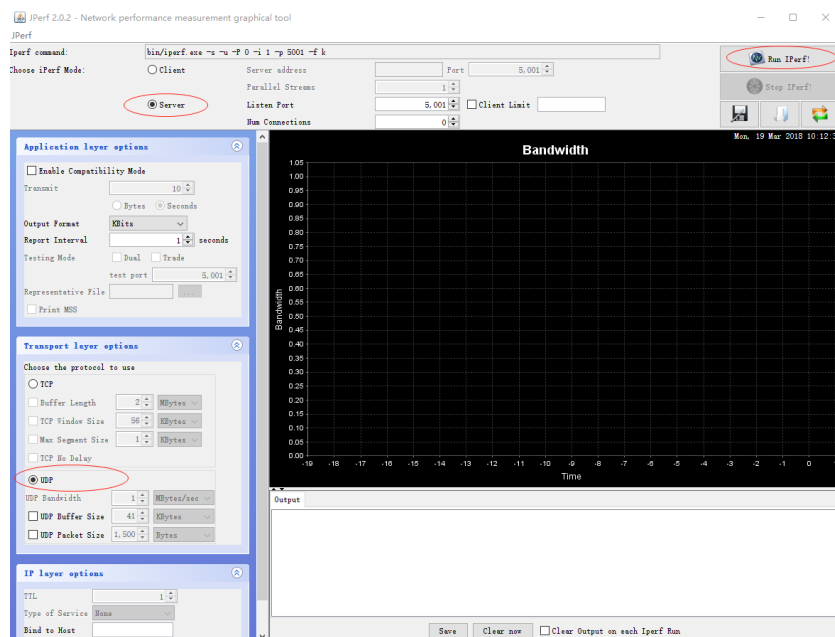 JPerf 2.0.2 - Network performance measurement graphical tool
JPerf
Iperf command: bin/iperf.exe -s -u -P 0 -i 1 -p 5001 -f k
Choose iPerf Mode: Client Server address Port 5,001
Parallel Streams 1
Server Listen Port 5,001 Client Limit
Num Connections 0
Run IPerf!
Stop IPerf!
Mon, 19 Mar 2018 10:12:3
Application layer options
Enable Compatibility Mode
Transmit 10
Bytes Seconds
Output Format KBits
Report Interval 1 seconds
Testing Mode Dual Trade
test port 5,001
Representative File ...
Print MSS
Transport layer options
Choose the protocol to use
TCP
Buffer Length 2 MBytes
TCP Window Size 56 KBytes
Max Segment Size 1 KBytes
TCP No Delay
UDP
UDP Bandwidth 1 MBytes/sec
UDP Buffer Size 41 KBytes
UDP Packet Size 1,500 Bytes
IP layer options
TTL 1
Type of Service None
Bind to Host
Bandwidth
Bandwidth
1.05
1.00
0.95
0.90
0.85
0.80
0.75
0.70
0.65
0.60
0.55
0.50
0.45
0.40
0.35
0.30
0.25
0.20
0.15
0.10
0.05
0.00
-19 -18 -17 -16 -15 -14 -13 -12 -11 -10 -9 -8 -7 -6 -5 -4 -3 -2 -1 0
Time
Output
Save Clear now Clear Output on each Iperf Run